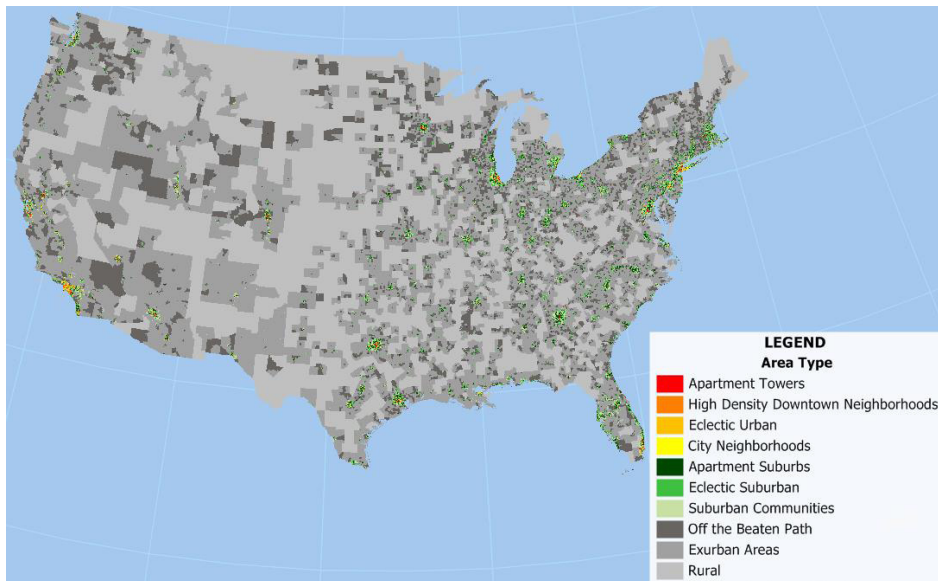 LEGEND
Area Type
Apartment Towers
High Density Downtown Neighborhoods
Eclectic Urban
City Neighborhoods
Apartment Suburbs
Eclectic Suburban
Suburban Communities
Off the Beaten Path
Exurban Areas
Rural